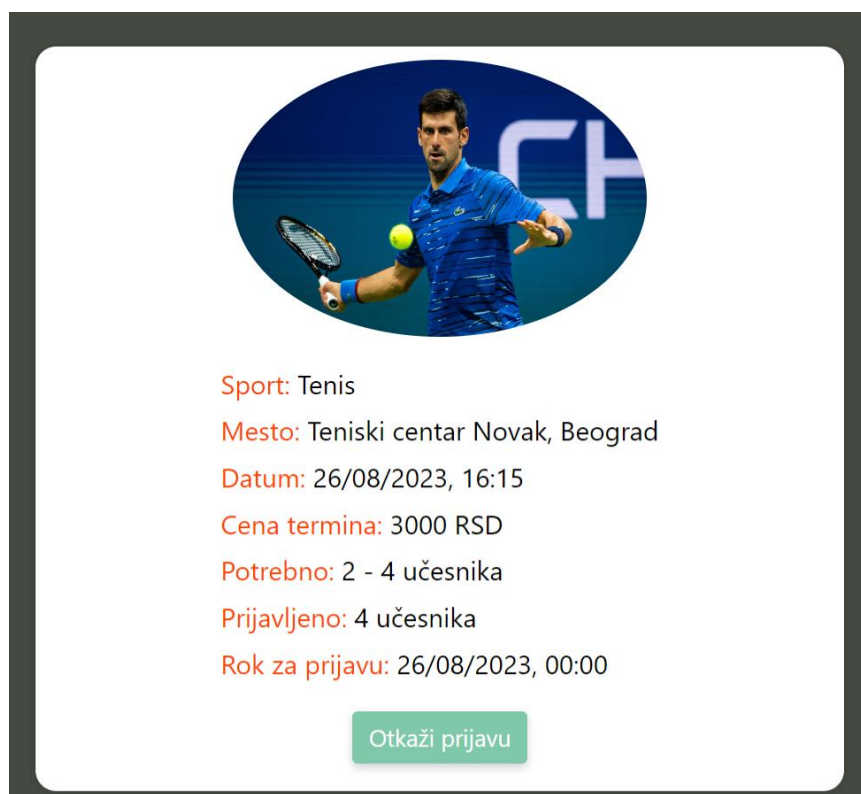 CH
Sport: Tenis
Mesto: Teniski centar Novak, Beograd
Datum: 26/08/2023, 16:15
Cena termina: 3000 RSD
Potrebno: 2 - 4 učesnika
Prijavljeno: 4 učesnika
Rok za prijavu: 26/08/2023, 00:00
Otkaži prijavu